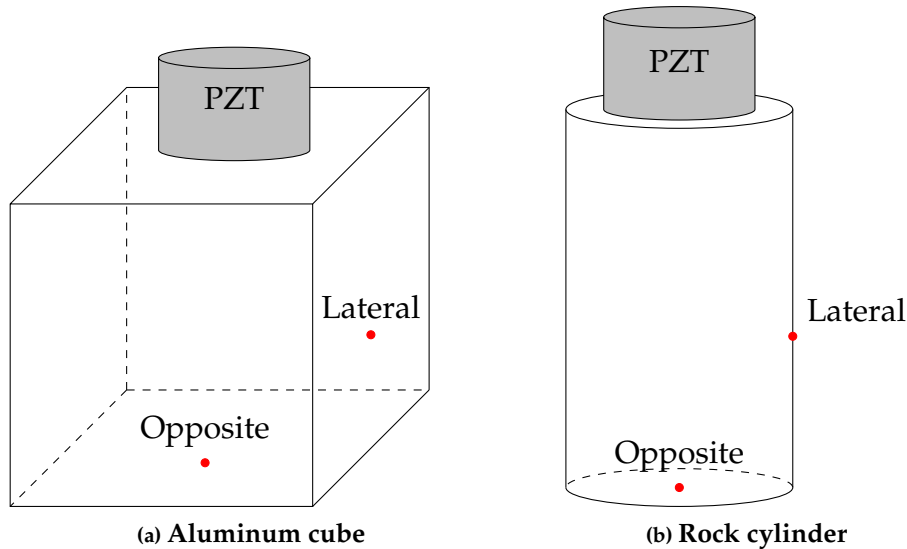 PZT
Lateral
Opposite
(a) Aluminum cube
PZT
Lateral
Opposite
(b) Rock cylinder